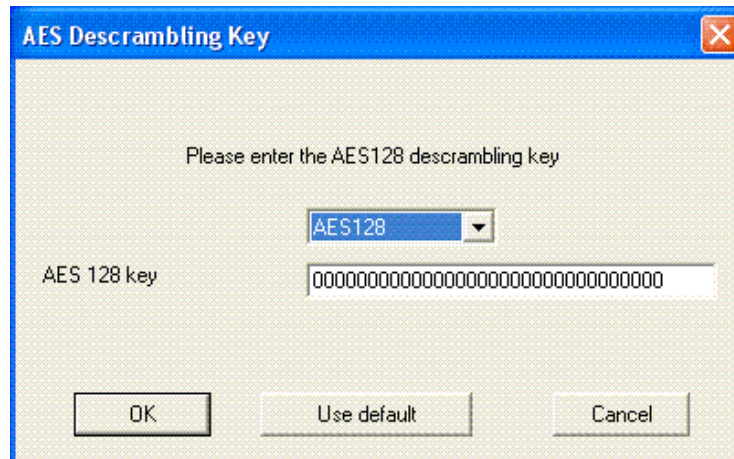 AES Descrambling Key
Please enter the AES128 descrambling key
AES128
AES 128 key
00000000000000000000000000000000
OK
Use default
Cancel